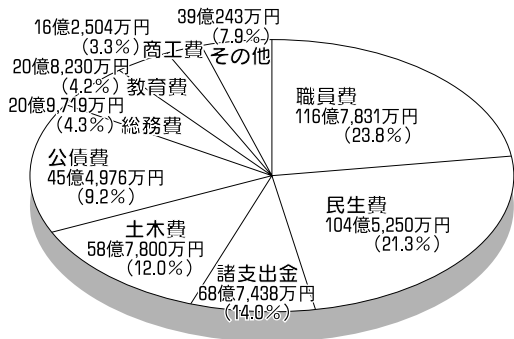 職員費
116億7,831万円
(23.8%)
民生費
104億5,250万円
(21.3%)
諸支出金
68億7,438万円
(14.0%)
土木費
58億7,800万円
(12.0%)
公債費
45億4,976万円
(9.2%)
総務費
20億9,719万円
(4.3%)
教育費
20億8,230万円
(4.2%)
商工費
16億2,504万円
(3.3%)
その他
39億243万円
(7.9%)